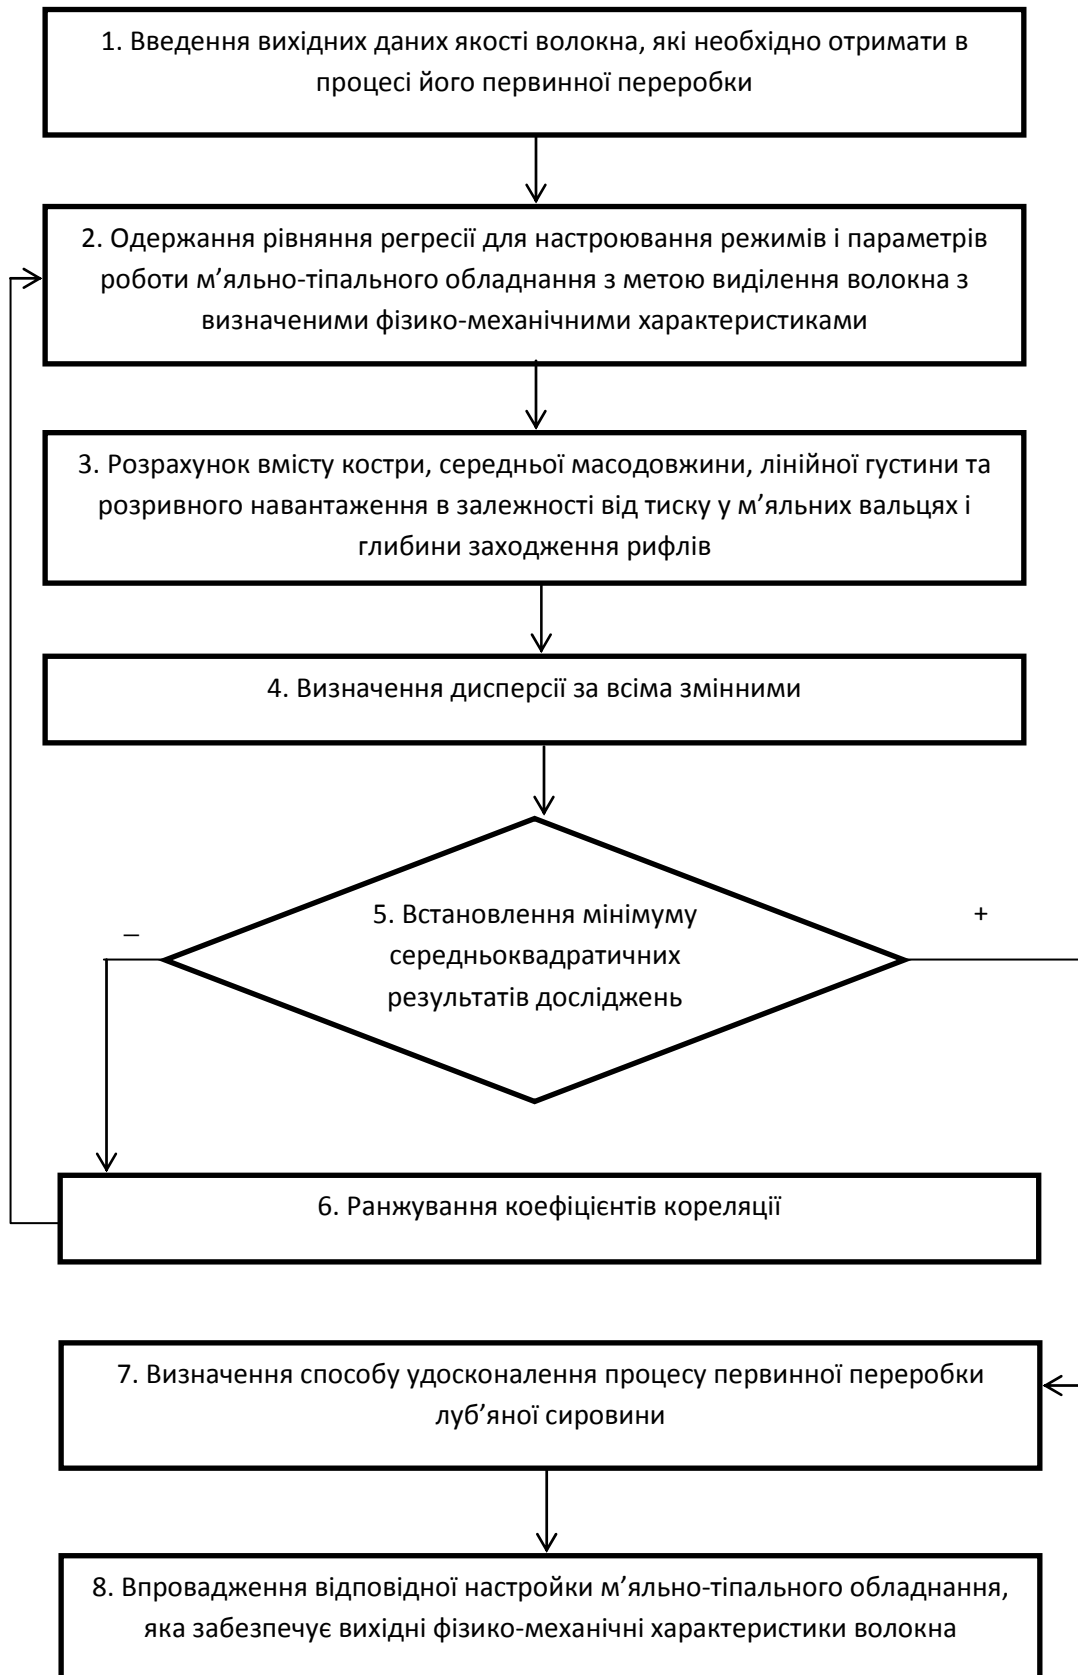 1. Введення вихідних даних якості волокна, які необхідно отримати в
процесі його первинної переробки
2. Одержання рівняння регресії для настроювання режимів і параметрів
роботи м’яльно-тіпального обладнання з метою виділення волокна з
визначеними фізико-механічними характеристиками
3. Розрахунок вмісту костри, середньої масодовжини, лінійної густини та
розривного навантаження в залежності від тиску у м’яльних вальцях і
глибини заходження рифлів
4. Визначення дисперсії за всіма змінними
5. Встановлення мінімуму
середньоквадратичних
результатів досліджень
–
+
6. Ранжування коефіцієнтів кореляції
7. Визначення способу удосконалення процесу первинної переробки
луб’яної сировини
8. Впровадження відповідної настройки м’яльно-тіпального обладнання,
яка забезпечує вихідні фізико-механічні характеристики волокна